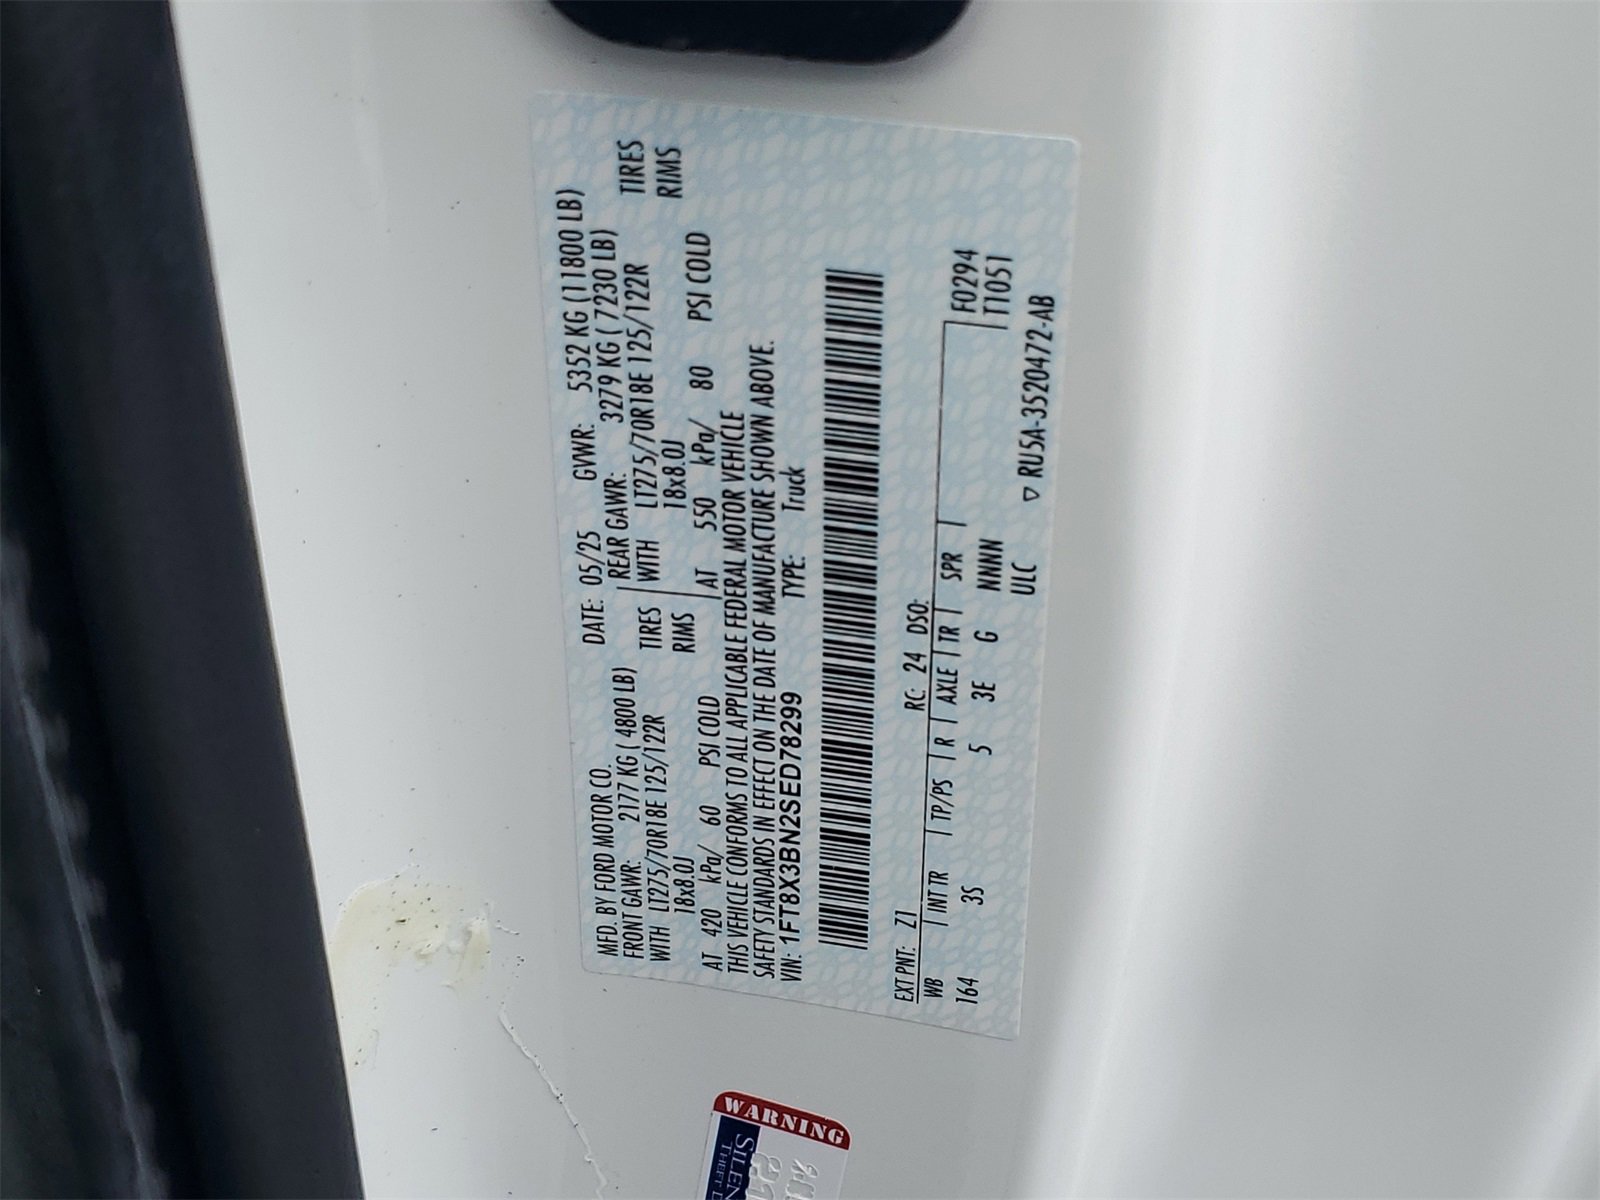 MFD. BY FORD MOTOR CO.
DATE: 05/25 GVWR: 5352 KG (11800 LB)
FRONT GAWR: 2177 KG ( 4800 LB)
REAR GAWR: 3279 KG ( 7230 LB)
WITH LT275/70R18E 125/122R TIRES
WITH LT275/70R18E 125/122R TIRES
18x8.0J RIMS
18x8.0J RIMS
AT 420 kPa/ 60 PSI COLD
AT 550 kPa/ 80 PSI COLD
THIS VEHICLE CONFORMS TO ALL APPLICABLE FEDERAL MOTOR VEHICLE
SAFETY STANDARDS IN EFFECT ON THE DATE OF MANUFACTURE SHOWN ABOVE.
VIN: 1FT8X3BN2SED78299 TYPE: Truck
EXT PNT: Z1 RC: 24 DSO:
WB INT TR TP/PS R AXLE TR SPR
F0294
164 3S 5 3E G NNNN
T1051
ULC
▽ RU5A-3520472-AB
WARNING
SILEN